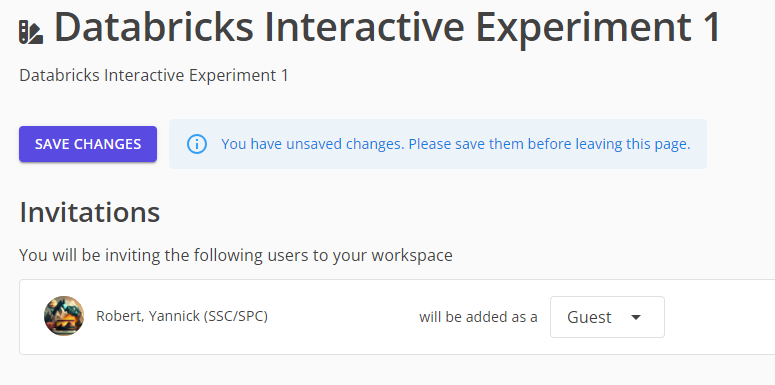 Databricks Interactive Experiment 1
Databricks Interactive Experiment 1
SAVE CHANGES
You have unsaved changes. Please save them before leaving this page.
Invitations
You will be inviting the following users to your workspace
Robert, Yannick (SSC/SPC) will be added as a Guest